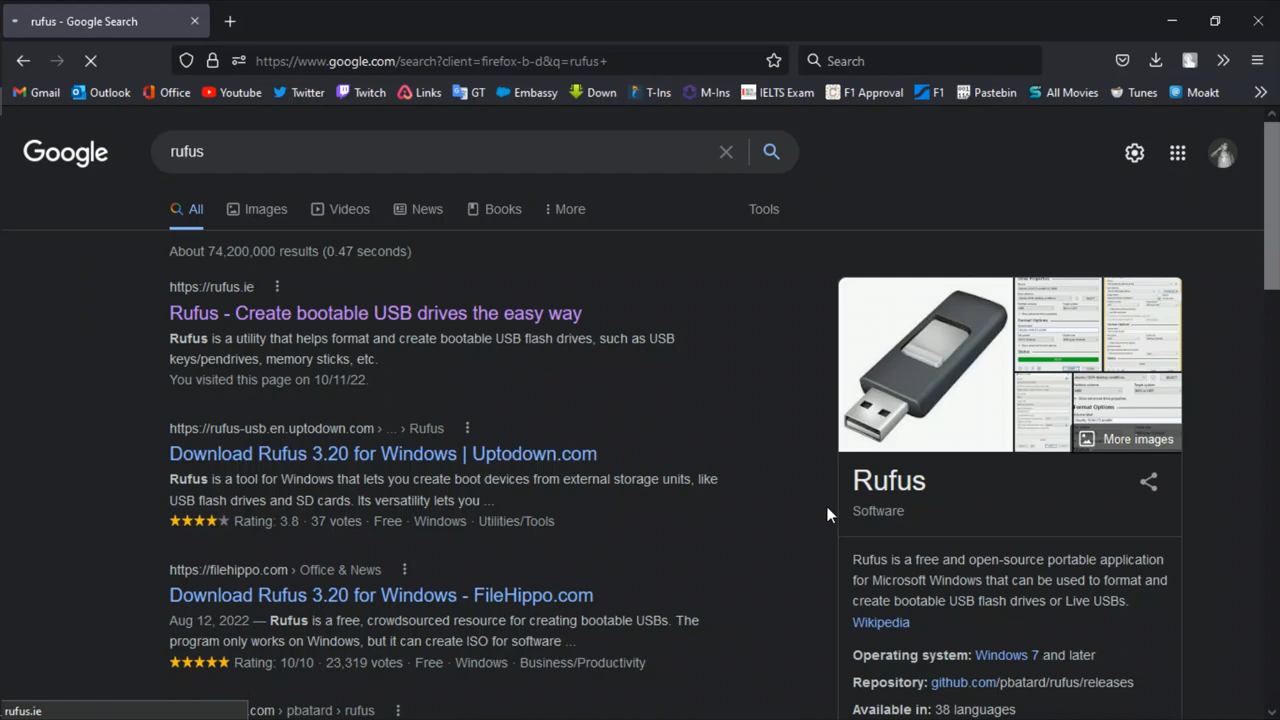 rufus - Google Search
https://www.google.com/search?client=firefox-b-d&q=rufus+
Search
Gmail
Outlook
Office
Youtube
Twitter
Twitch
Links
GT
Embassy
Down
T-Ins
M-Ins
IELTS Exam
F1 Approval
F1
Pastebin
All Movies
Tunes
Moakt
Google
rufus
All
Images
Videos
News
Books
More
Tools
About 74,200,000 results (0.47 seconds)
https://rufus.ie
Rufus - Create bootable USB drives the easy way
Rufus is a utility that helps format and create bootable USB flash drives, such as USB
keys/pendrives, memory sticks, etc.
You visited this page on 10/11/22.
https://rufus-usb.en.uptodown.com › ... › Rufus
Download Rufus 3.20 for Windows | Uptodown.com
Rufus is a tool for Windows that lets you create boot devices from external storage units, like
USB flash drives and SD cards. Its versatility lets you ...
Rating: 3.8 · 37 votes · Free · Windows · Utilities/Tools
https://filehippo.com › Office & News
Download Rufus 3.20 for Windows - FileHippo.com
Aug 12, 2022 — Rufus is a free, crowdsourced resource for creating bootable USBs. The
program only works on Windows, but it can create ISO for software ...
Rating: 10/10 · 23,319 votes · Free · Windows · Business/Productivity
.com › pbatard › rufus
rufus.ie
More images
Rufus
Software
Rufus is a free and open-source portable application
for Microsoft Windows that can be used to format and
create bootable USB flash drives or Live USBs.
Wikipedia
Operating system: Windows 7 and later
Repository: github.com/pbatard/rufus/releases
Available in: 38 languages